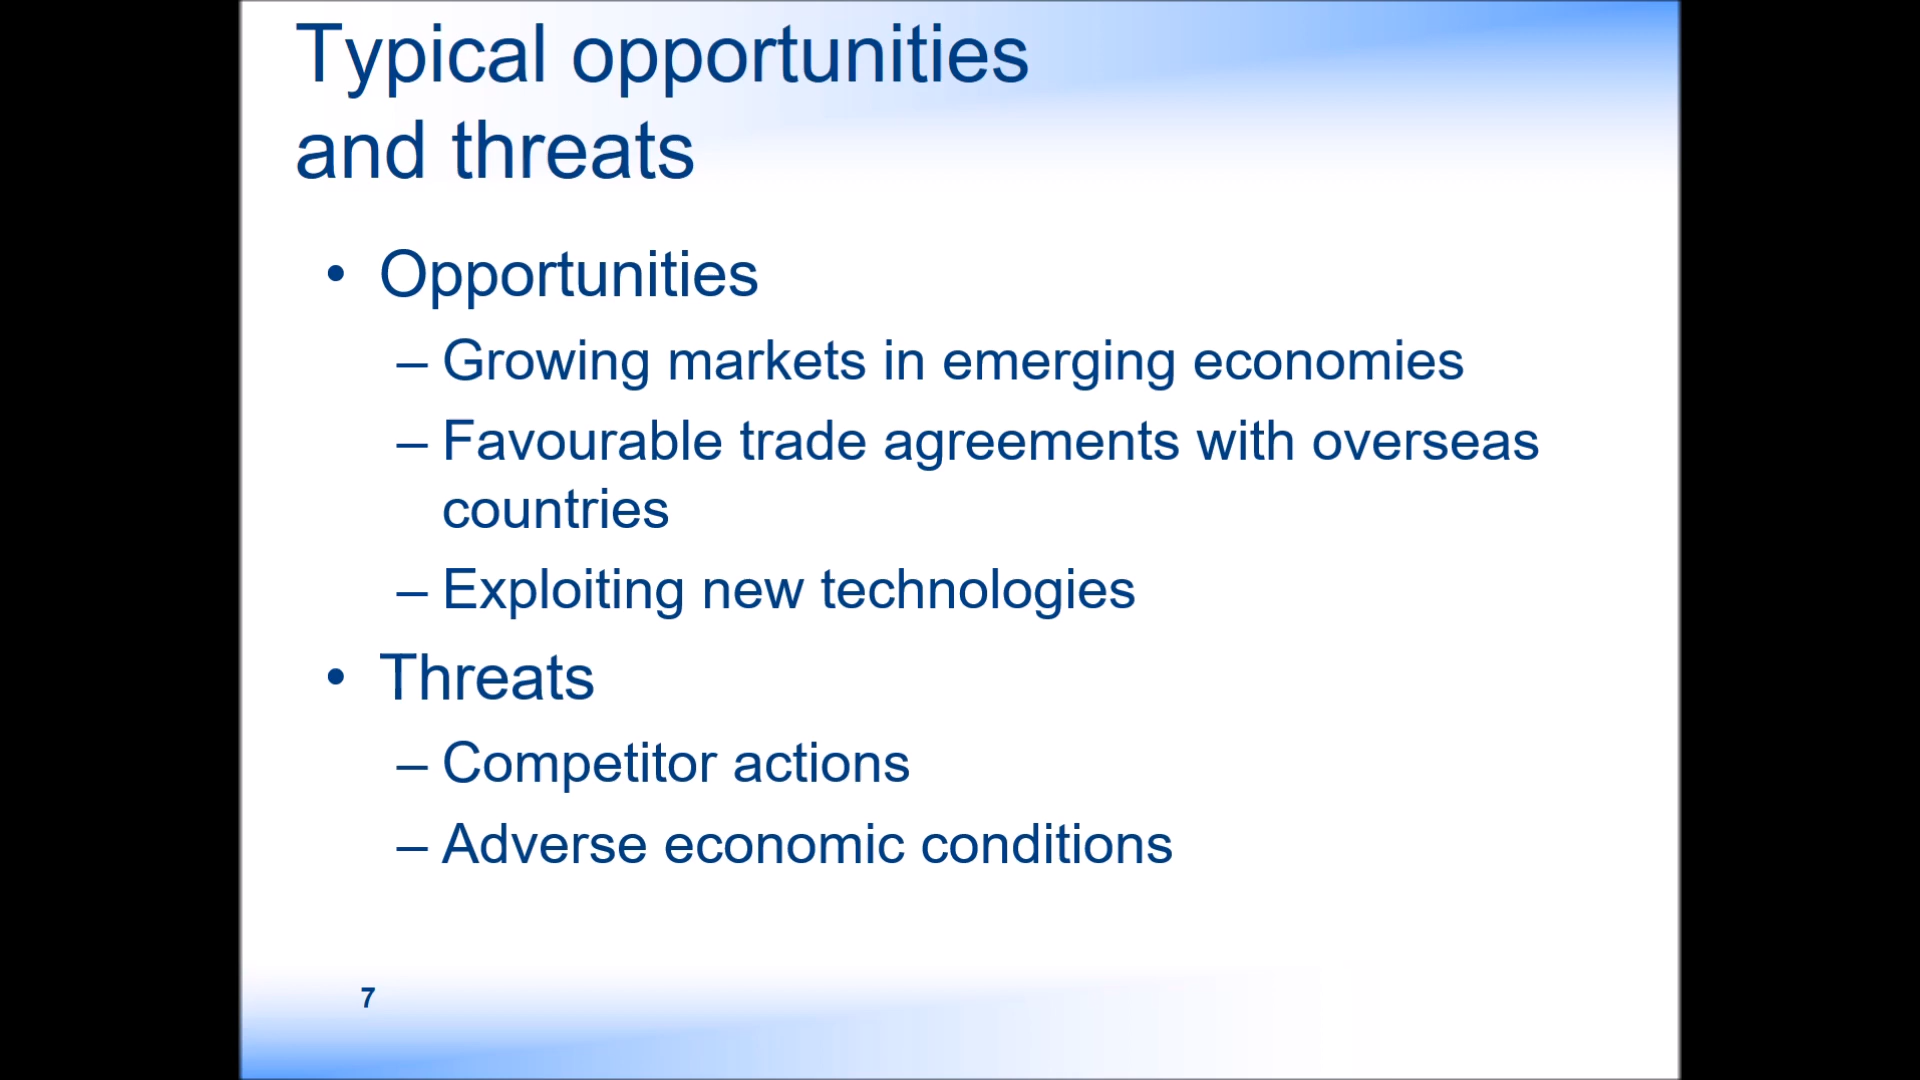 Typical opportunities
and threats
• Opportunities
– Growing markets in emerging economies
– Favourable trade agreements with overseas
countries
– Exploiting new technologies
• Threats
– Competitor actions
– Adverse economic conditions
7